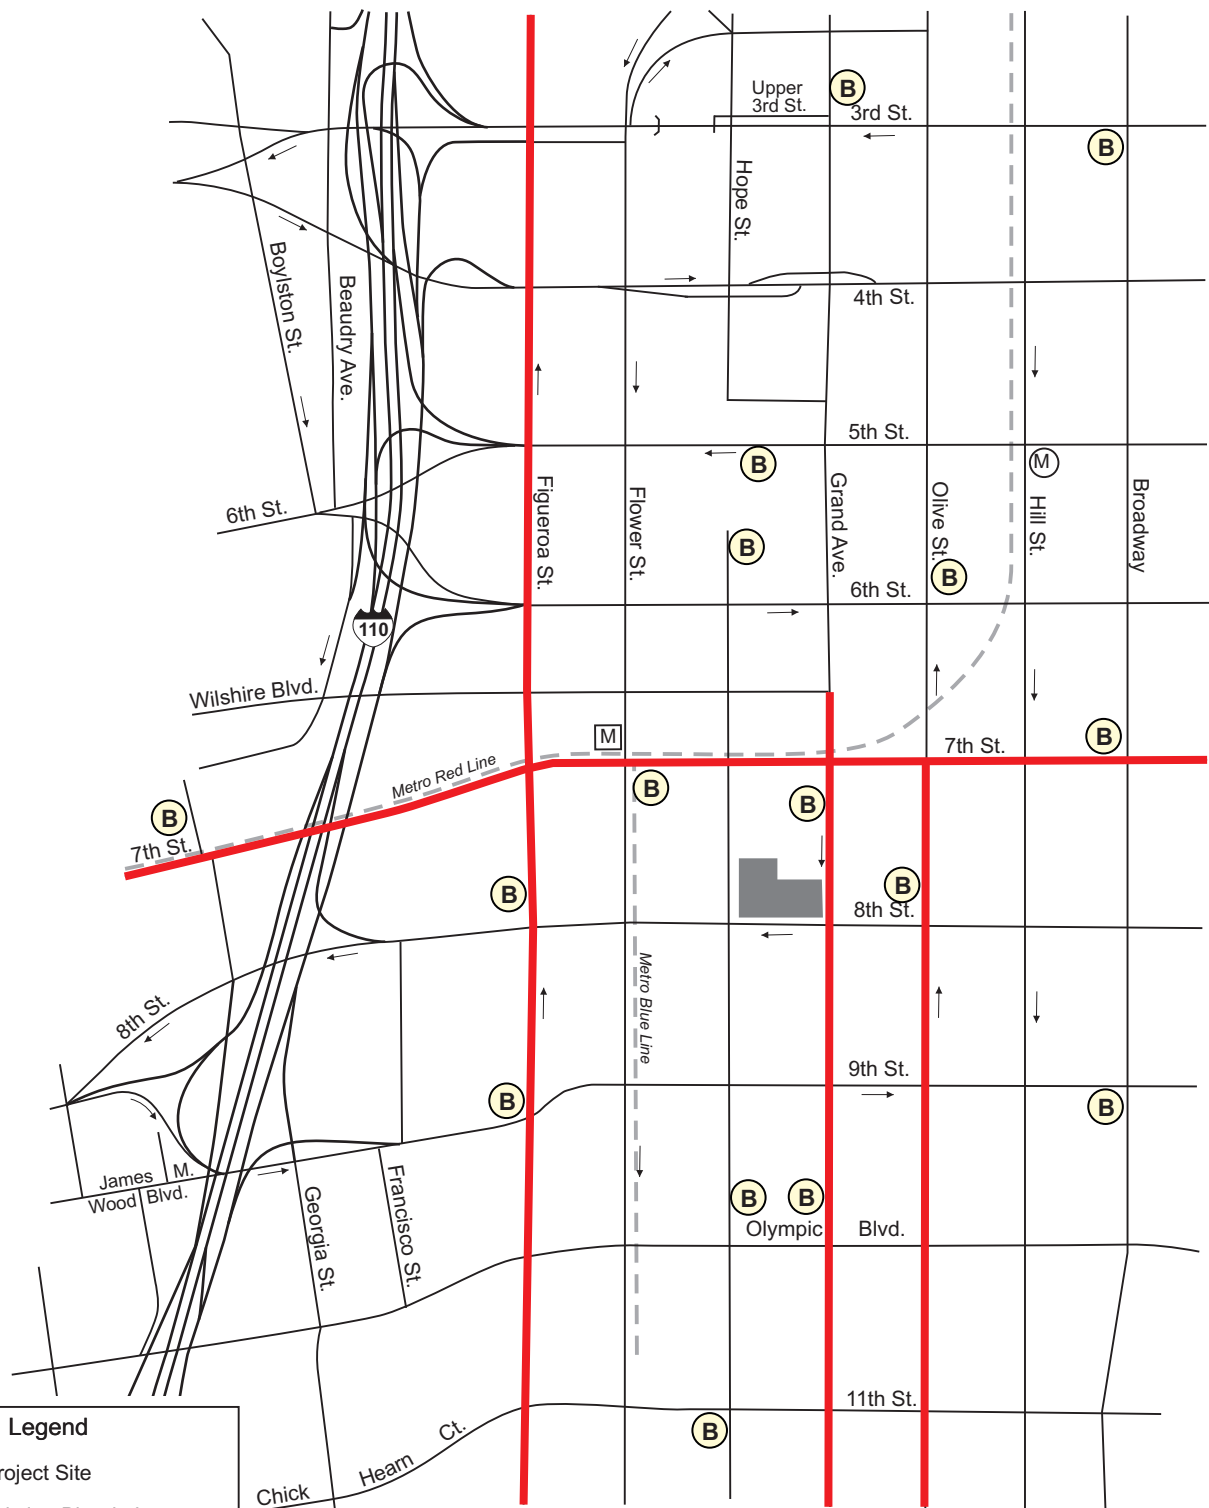 Upper
3rd St.
B
3rd St.
B
Hope St.
Boylston St.
Beaudry Ave.
4th St.
5th St.
B
M
6th St.
Figueroa St.
Flower St.
Grand Ave.
Olive St.
Hill St.
Broadway
B
B
6th St.
110
Wilshire Blvd.
M
7th St.
B
Metro Red Line
B
B
B
7th St.
B
B
8th St.
Metro Blue Line
8th St.
9th St.
B
B
James M.
Wood Blvd.
Georgia St.
Francisco St.
B
B
Olympic Blvd.
11th St.
B
Legend
roject Site
Chick Hearn Ct.